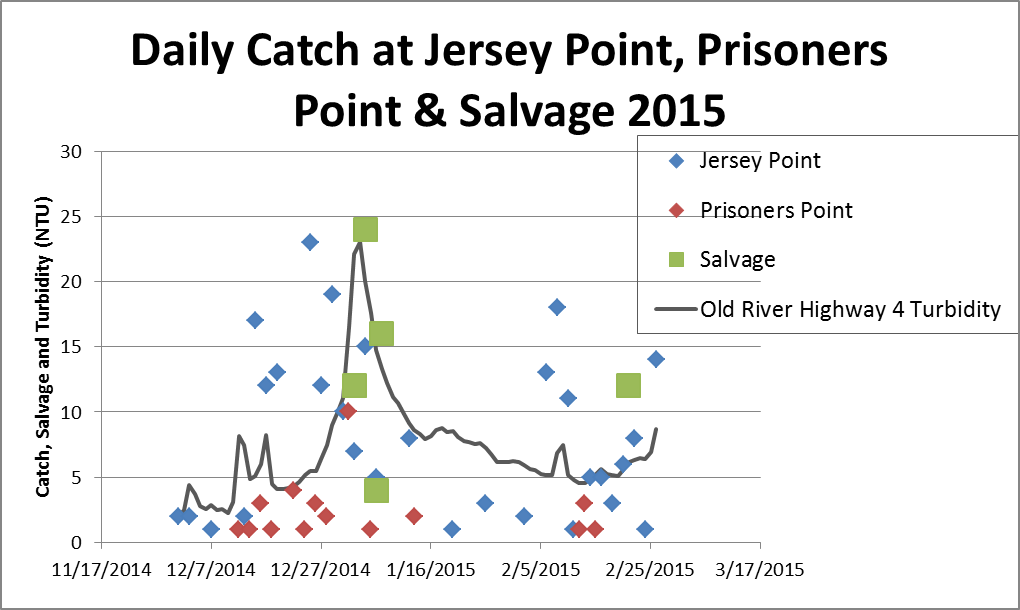 Daily Catch at Jersey Point, Prisoners
Point & Salvage 2015
Catch, Salvage and Turbidity (NTU)
30
25
20
15
10
5
0
11/17/2014
12/7/2014
12/27/2014
1/16/2015
2/5/2015
2/25/2015
3/17/2015
Jersey Point
Prisoners Point
Salvage
Old River Highway 4 Turbidity